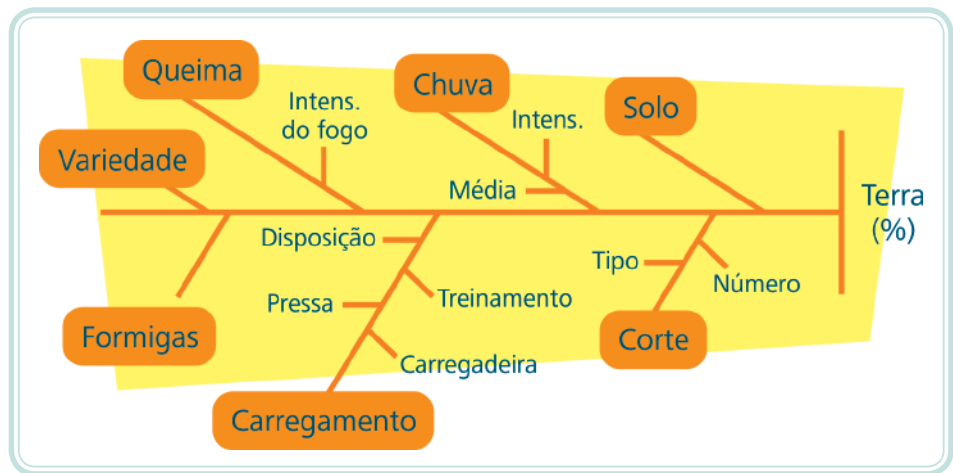 Queima
Chuva
Solo
Intens.
do fogo
Intens.
Variedade
Média
Terra
(%)
Disposição
Tipo
Número
Pressa
Treinamento
Formigas
Corte
Carregadeira
Carregamento